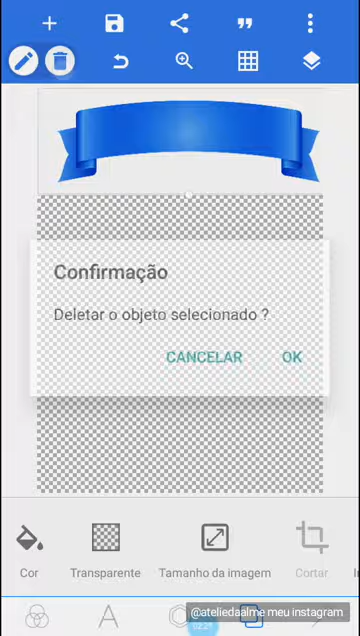 Confirmação
Deletar o objeto selecionado ?
CANCELAR OK
Cor Transparente Tamanho da imagem Cortar
@ateliedaalme meu instagram